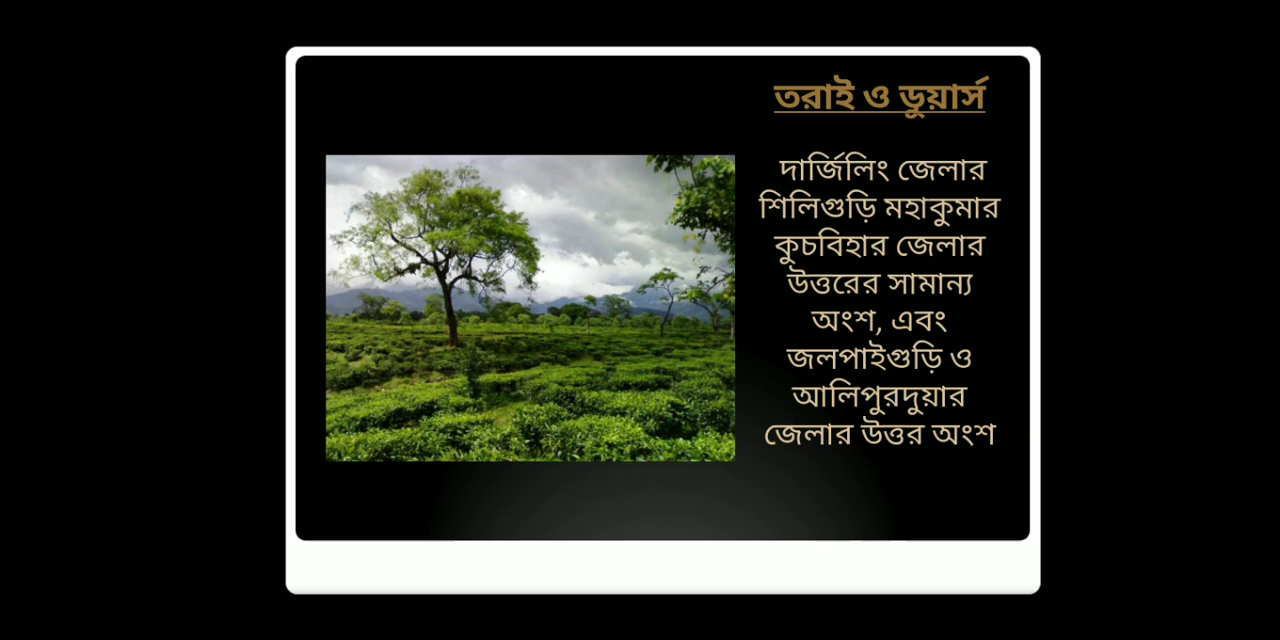 তরাই ও ডুয়ার্স
দার্জিলিং জেলার
শিলিগুড়ি মহাকুমার
কুচবিহার জেলার
উত্তরের সামান্য
অংশ, এবং
জলপাইগুড়ি ও
আলিপুরদুয়ার
জেলার উত্তর অংশ